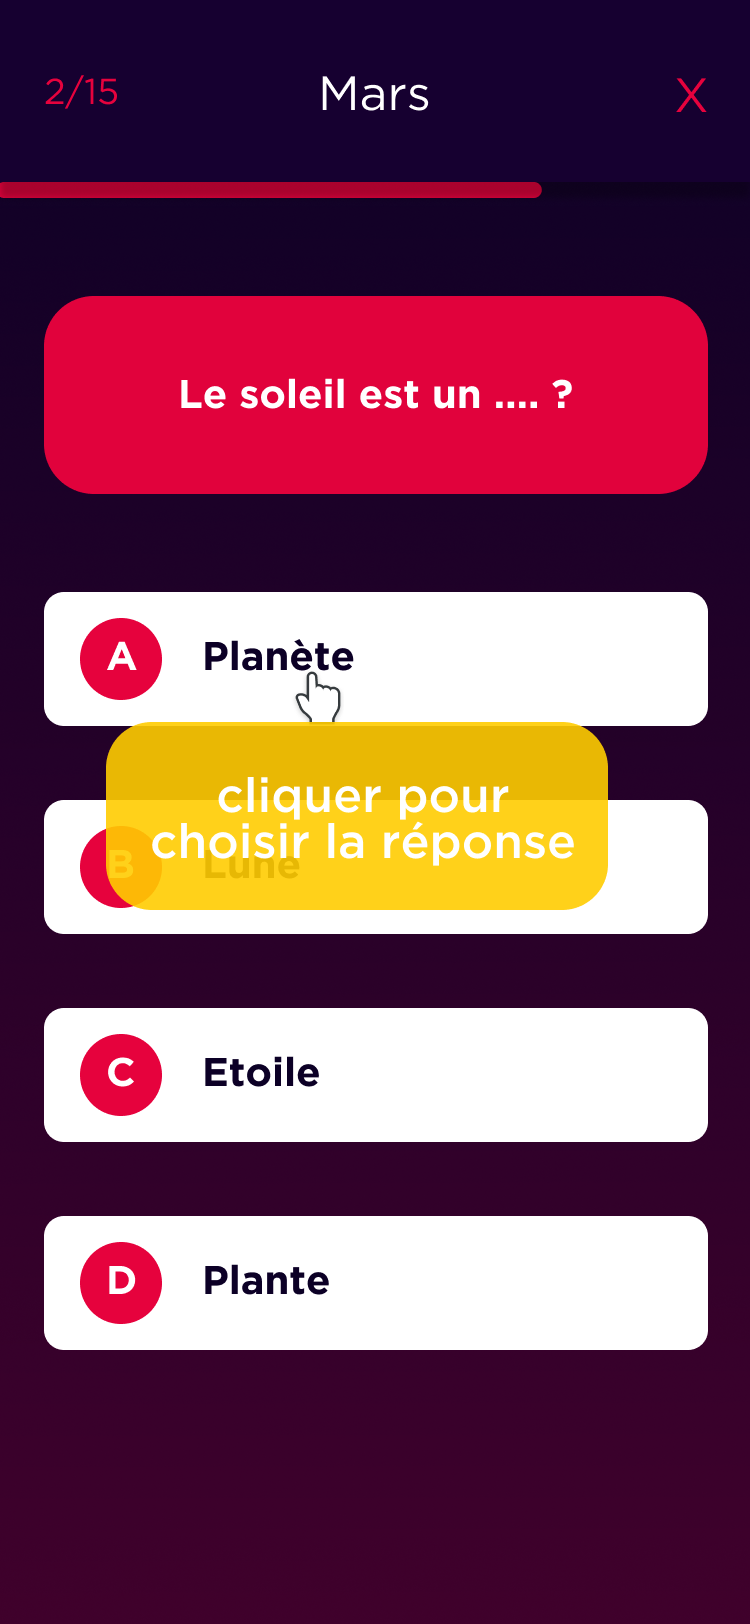 2/15
Mars
X
Le soleil est un .... ?
A
Planète
cliquer pour
choisir la réponse
B
Lune
C
Etoile
D
Plante